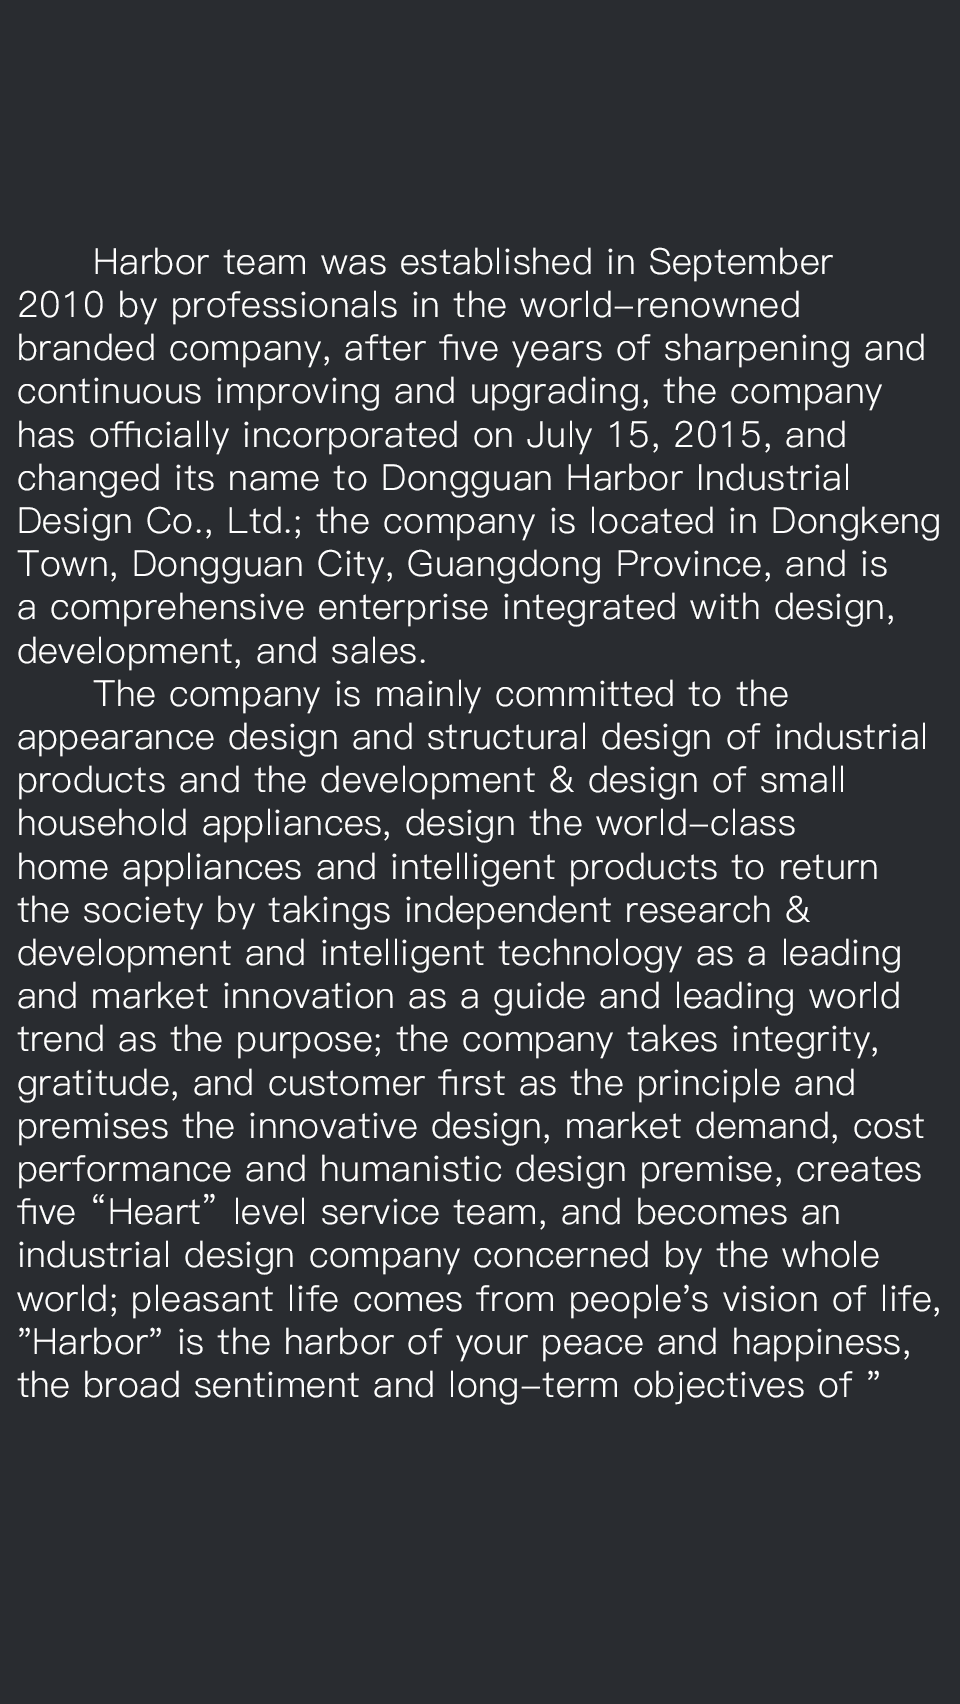 Harbor team was established in September
2010 by professionals in the world–renowned
branded company, after five years of sharpening and
continuous improving and upgrading, the company
has officially incorporated on July 15, 2015, and
changed its name to Dongguan Harbor Industrial
Design Co., Ltd.; the company is located in Dongkeng
Town, Dongguan City, Guangdong Province, and is
a comprehensive enterprise integrated with design,
development, and sales.
The company is mainly committed to the
appearance design and structural design of industrial
products and the development & design of small
household appliances, design the world–class
home appliances and intelligent products to return
the society by takings independent research &
development and intelligent technology as a leading
and market innovation as a guide and leading world
trend as the purpose; the company takes integrity,
gratitude, and customer first as the principle and
premises the innovative design, market demand, cost
performance and humanistic design premise, creates
five “Heart” level service team, and becomes an
industrial design company concerned by the whole
world; pleasant life comes from people’s vision of life,
”Harbor” is the harbor of your peace and happiness,
the broad sentiment and long–term objectives of ”